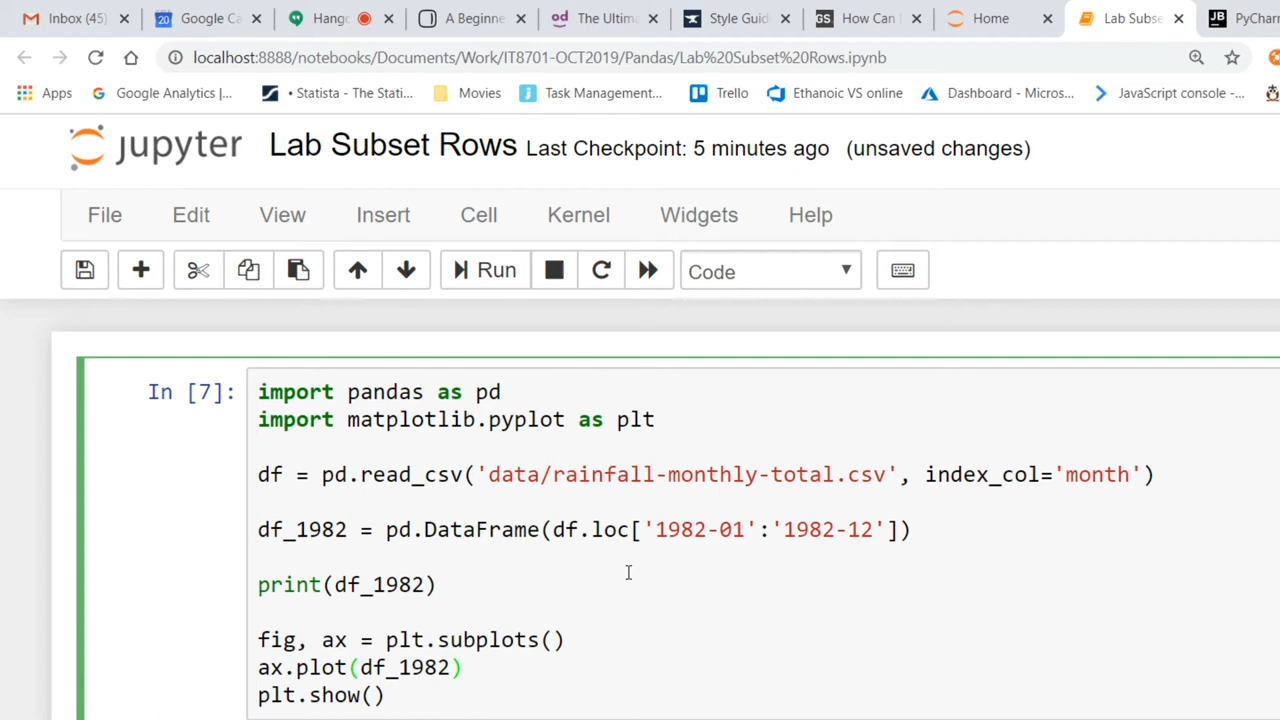 Inbox (45)
Google Ca
Hango
A Beginne
The Ultim
Style Guid
How Can I
Home
Lab Subse
PyChar
localhost:8888/notebooks/Documents/Work/IT8701-OCT2019/Pandas/Lab%20Subset%20Rows.ipynb
Apps
Google Analytics |...
• Statista - The Stati...
Movies
Task Management...
Trello
Ethanoic VS online
Dashboard - Micros...
JavaScript console -...
jupyter Lab Subset Rows Last Checkpoint: 5 minutes ago (unsaved changes)
File Edit View Insert Cell Kernel Widgets Help
Run Code
In [7]:
import pandas as pd
import matplotlib.pyplot as plt
df = pd.read_csv('data/rainfall-monthly-total.csv', index_col='month')
df_1982 = pd.DataFrame(df.loc['1982-01':'1982-12'])
print(df_1982)
fig, ax = plt.subplots()
ax.plot(df_1982)
plt.show()